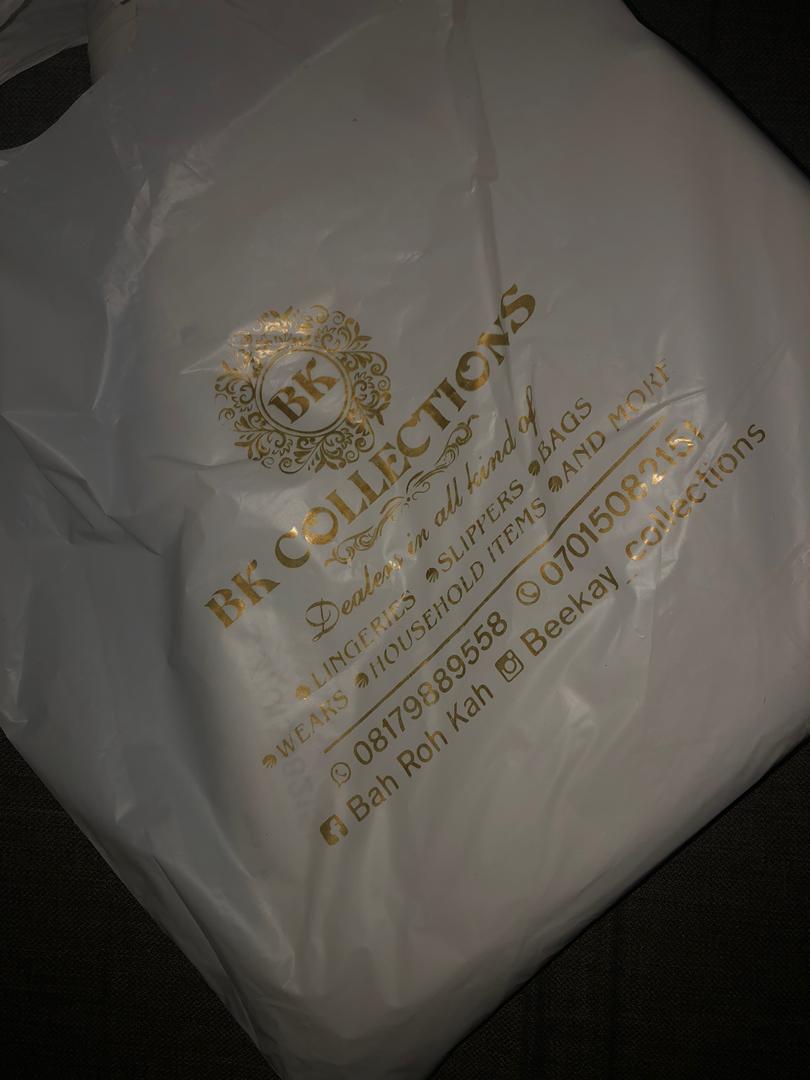 BK
BK COLLECTIONS
Dealers in all kind of
LINGERIES SLIPPERS BAGS
WEAKS HOUSEHOLD ITEMS AND MORE
08179889558 07015082151
Bah Roh Kah Beekay_collections